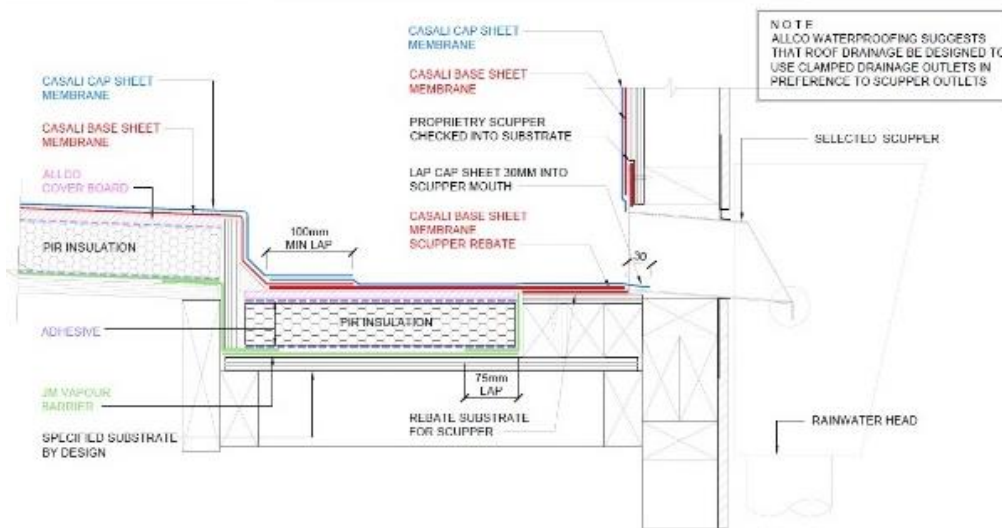 NOTE
ALLCO WATERPROOFING SUGGESTS
THAT ROOF DRAINAGE BE DESIGNED TO
USE CLAMPED DRAINAGE OUTLETS IN
PREFERENCE TO SCUPPER OUTLETS
CASALI CAP SHEET
MEMBRANE
CASALI BASE SHEET
MEMBRANE
PROPRIETRY SCUPPER
CHECKED INTO SUBSTRATE
LAP CAP SHEET 30MM INTO
SCUPPER MOUTH
CASALI BASE SHEET
MEMBRANE
SCUPPER REBATE
SELECTED SCUPPER
CASALI CAP SHEET
MEMBRANE
CASALI BASE SHEET
MEMBRANE
ALLCO
COVER BOARD
PIR INSULATION
100mm
MIN LAP
30
PIR INSULATION
ADHESIVE
75mm
LAP
JM VAPOUR
BARRIER
SPECIFIED SUBSTRATE
BY DESIGN
REBATE SUBSTRATE
FOR SCUPPER
RAINWATER HEAD